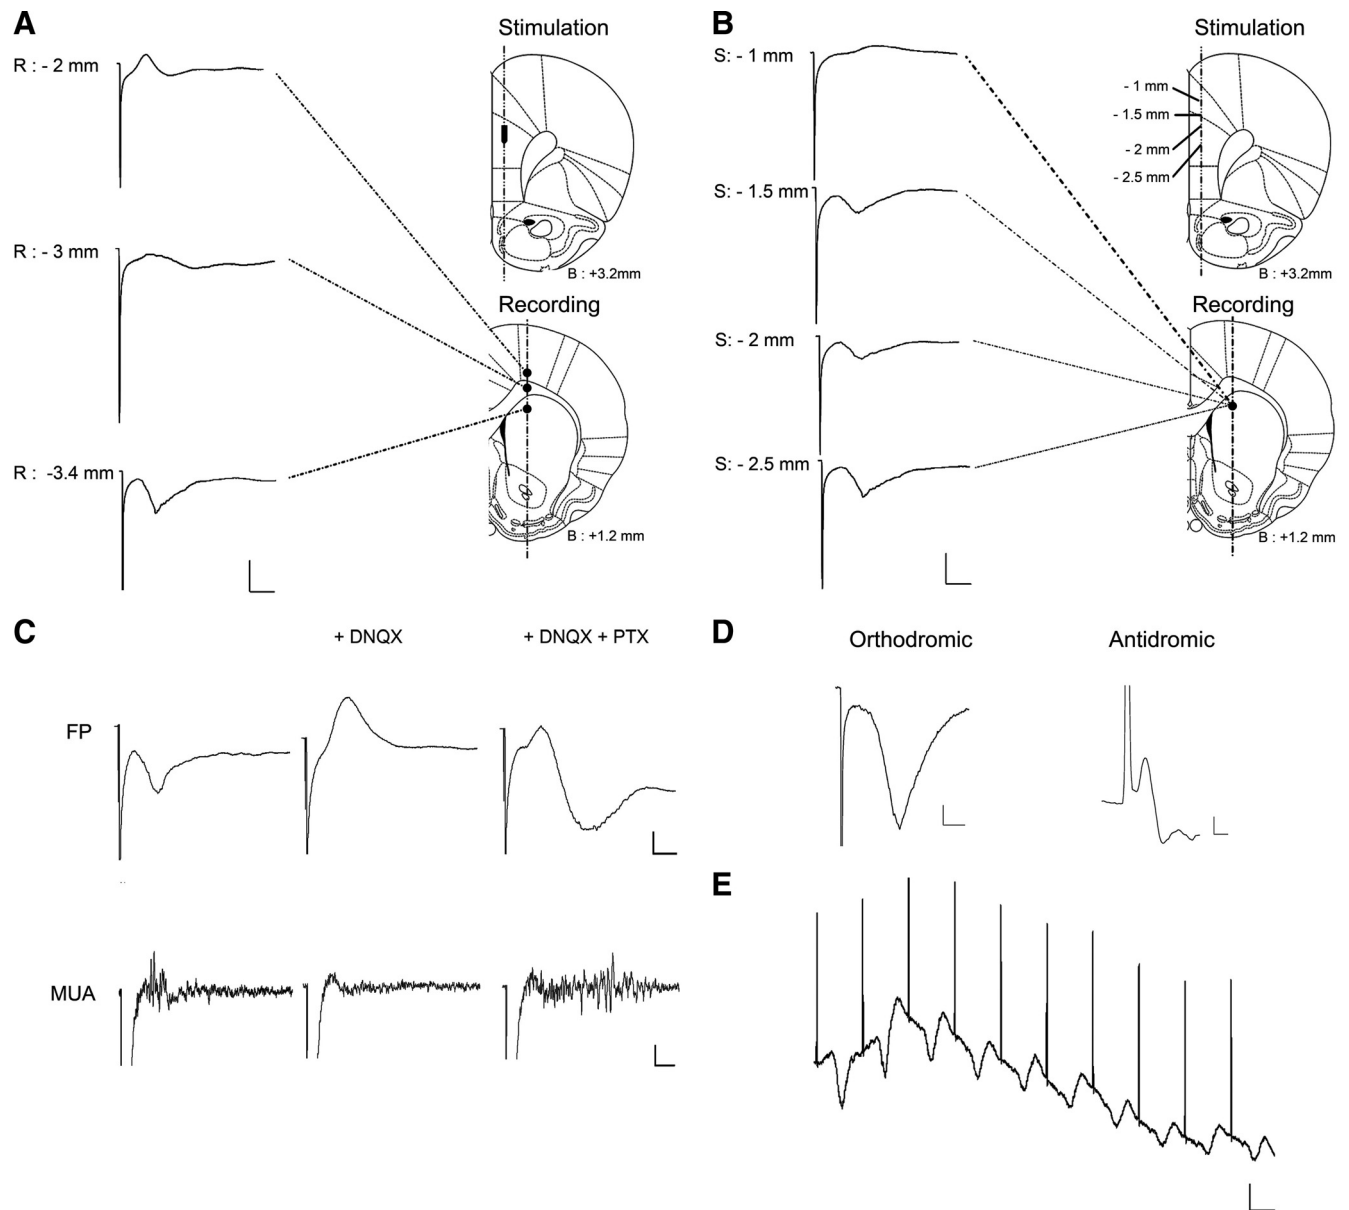 A
Stimulation
R : - 2 mm
R : - 3 mm
R : -3.4 mm
B : +3.2mm
Recording
B : +1.2 mm
B
Stimulation
S: - 1 mm
- 1 mm
- 1.5 mm
- 2 mm
- 2.5 mm
S: - 1.5 mm
B : +3.2mm
Recording
S: - 2 mm
S: - 2.5 mm
B : +1.2 mm
C
+ DNQX
+ DNQX + PTX
FP
MUA
D
Orthodromic
Antidromic
E